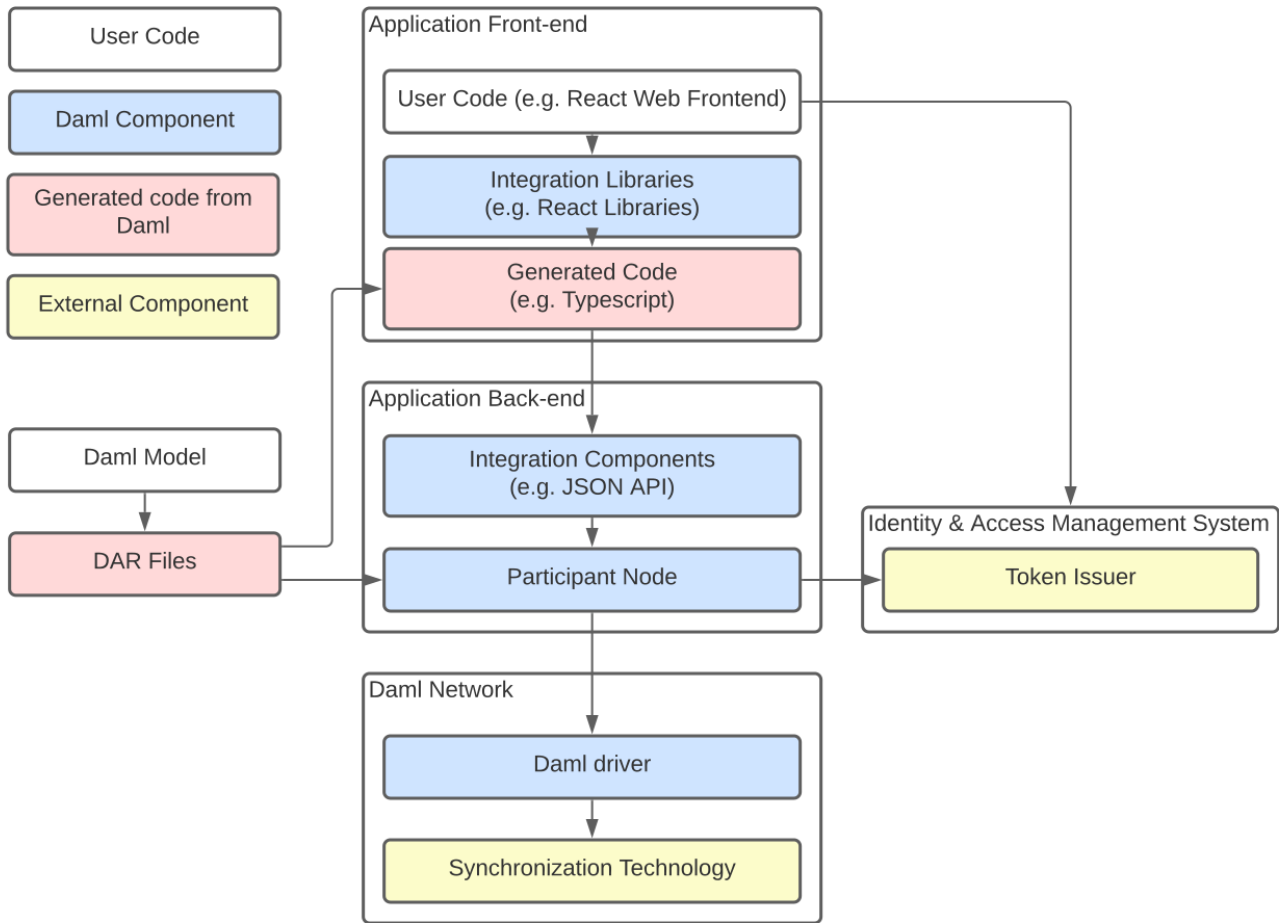 User Code
Daml Component
Generated code from
Daml
External Component
Daml Model
DAR Files
Application Front-end
User Code (e.g. React Web Frontend)
Integration Libraries
(e.g. React Libraries)
Generated Code
(e.g. Typescript)
Application Back-end
Integration Components
(e.g. JSON API)
Participant Node
Identity & Access Management System
Token Issuer
Daml Network
Daml driver
Synchronization Technology